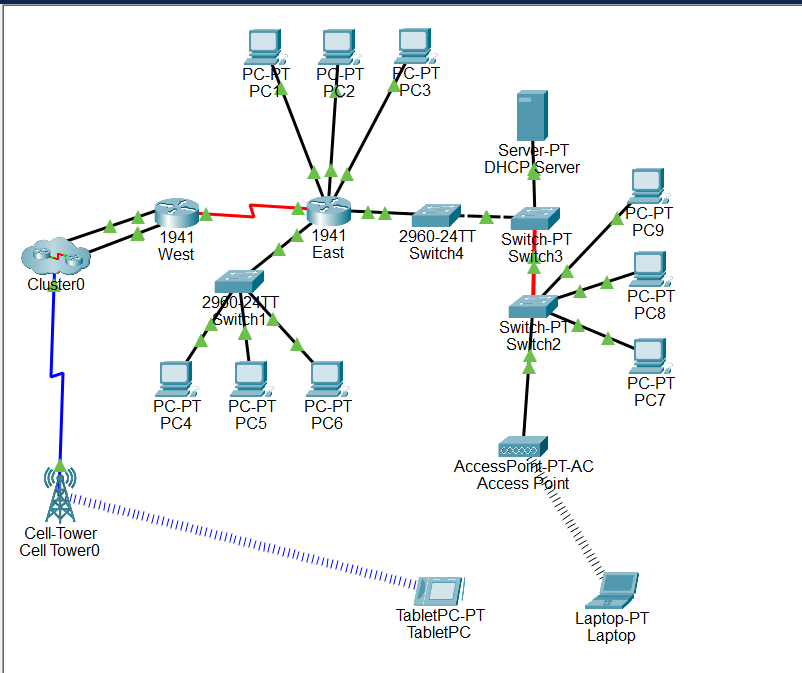 PC-PT
PC1
PC-PT
PC2
PC-PT
PC3
Server-PT
DHCP Server
PC-PT
PC9
1941
West
1941
East
2960-24TT
Switch4
Switch-PT
Switch3
Cluster0
2960-24TT
Switch1
PC-PT
PC8
Switch-PT
Switch2
PC-PT
PC7
PC-PT
PC4
PC-PT
PC5
PC-PT
PC6
AccessPoint-PT-AC
Access Point
Cell-Tower
Cell Tower0
TabletPC-PT
TabletPC
Laptop-PT
Laptop